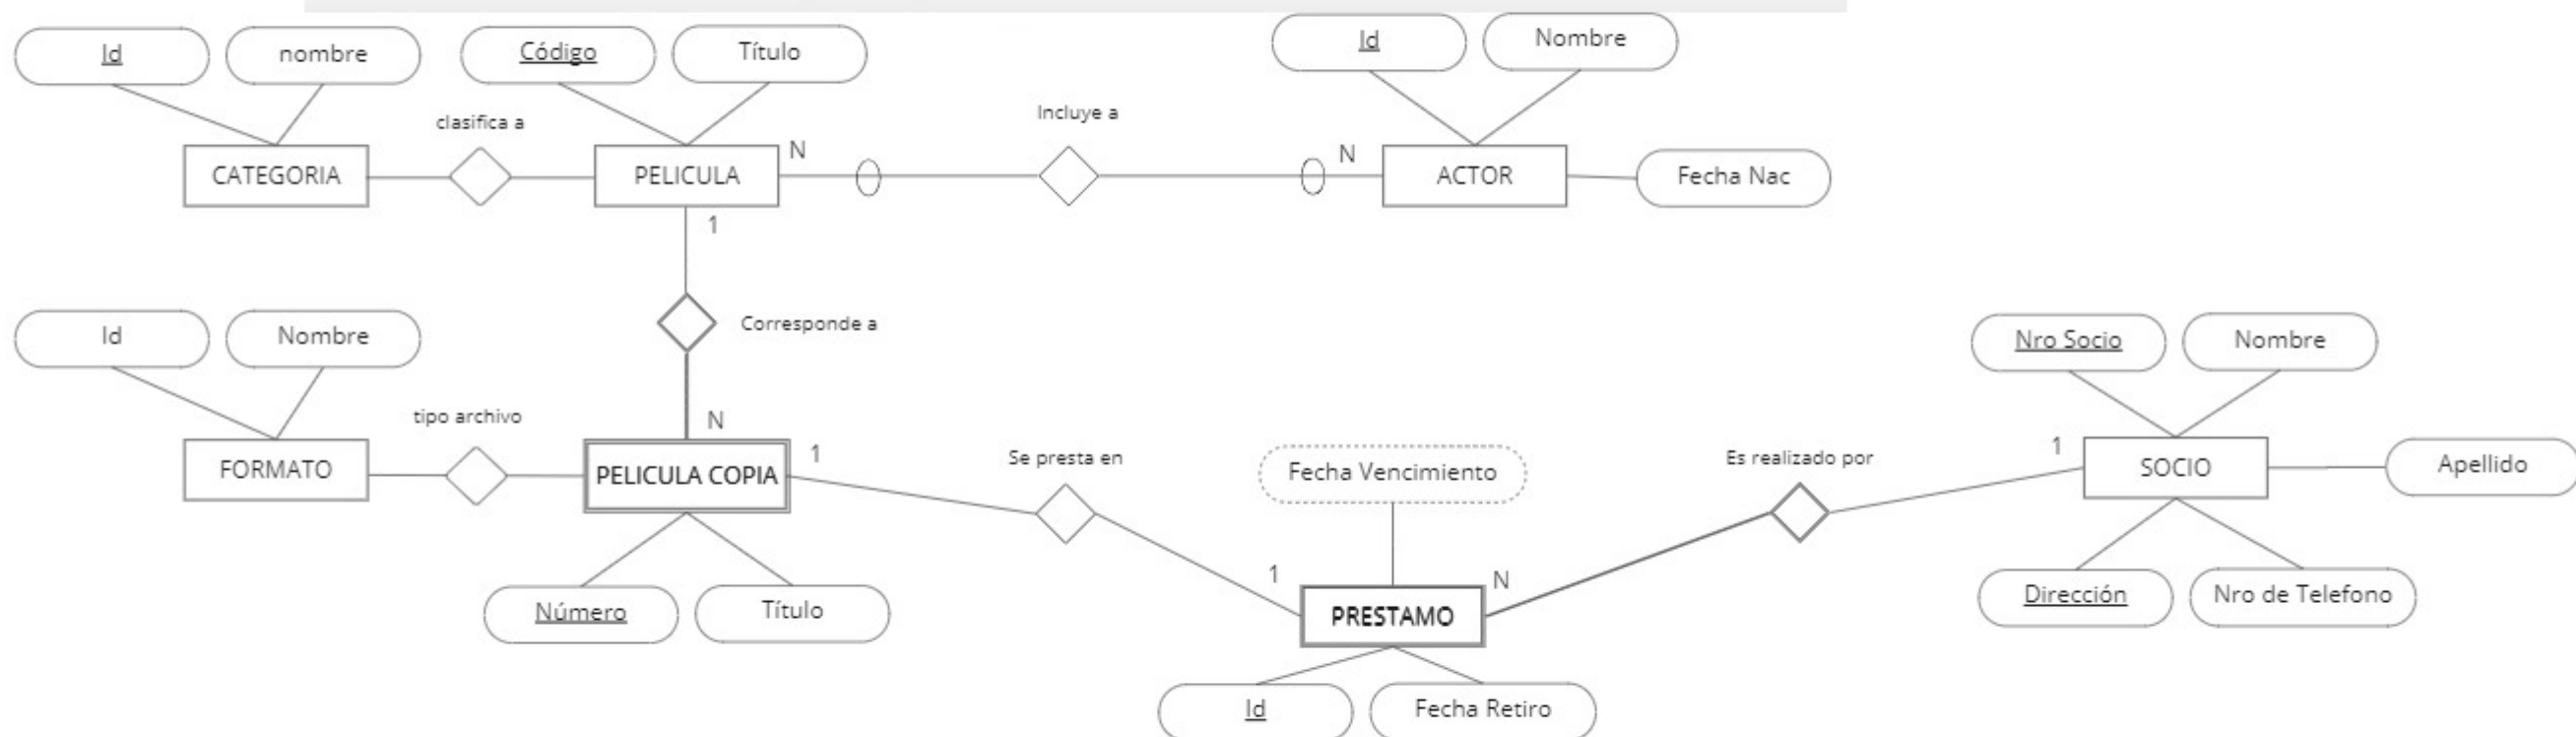 Id
nombre
Código
Título
Id
Nombre
clasifica a
Incluye a
CATEGORIA
PELICULA
N
N
ACTOR
Fecha Nac
1
Corresponde a
Id
Nombre
Nro Socio
Nombre
tipo archivo
N
FORMATO
PELICULA COPIA
1
Se presta en
Fecha Vencimiento
Es realizado por
1
SOCIO
Apellido
1
N
Número
Título
PRESTAMO
Dirección
Nro de Telefono
Id
Fecha Retiro